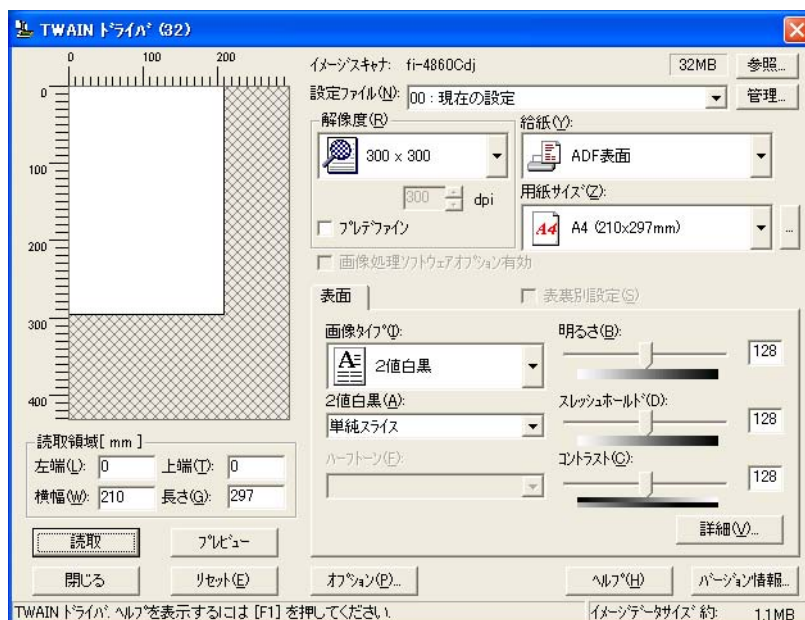 TWAIN ﾄﾞﾗｲﾊﾞ (32)
0 100 200
0
100
200
300
400
ｲﾒｰｼﾞｽｷｬﾅ: fi-4860Cdj 32MB 参照...
設定ﾌｧｲﾙ(N): 00 : 現在の設定 管理...
解像度(R)
300 x 300
300 dpi
ﾌﾟﾚﾃﾞﾌｧｲﾝ
給紙(Y):
ADF表面
用紙ｻｲｽﾞ(Z):
A4 (210x297mm) ...
画像処理ｿﾌﾄｳｪｱｵﾌﾟｼｮﾝ有効
表面
表裏別設定(S)
画像ﾀｲﾌﾟ(I):
2値白黒
2値白黒(A):
単純ｽﾗｲｽ
ﾊｰﾌﾄｰﾝ(F):
明るさ(B):
128
ｽﾚｯｼｭﾎｰﾙﾄﾞ(D):
128
ｺﾝﾄﾗｽﾄ(C):
128
詳細(V)...
読取領域[ mm ]
左端(L): 0 上端(T): 0
横幅(W): 210 長さ(G): 297
読取 ﾌﾟﾚﾋﾞｭｰ
閉じる ﾘｾｯﾄ(E) ｵﾌﾟｼｮﾝ(P)... ﾍﾙﾌﾟ(H) ﾊﾞｰｼﾞｮﾝ情報...
TWAIN ﾄﾞﾗｲﾊﾞ. ﾍﾙﾌﾟを表示するには [F1] を押してください. ｲﾒｰｼﾞﾃﾞｰﾀｻｲｽﾞ約: 1.1MB